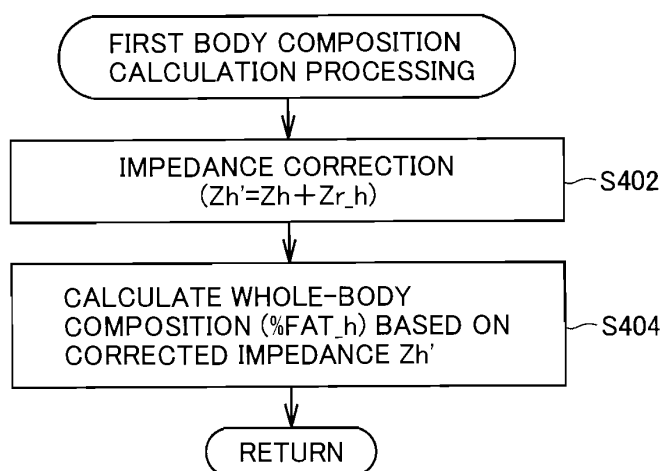 FIRST BODY COMPOSITION
CALCULATION PROCESSING
IMPEDANCE CORRECTION
(Zh'=Zh+Zr_h)
S402
CALCULATE WHOLE-BODY
COMPOSITION (%FAT_h) BASED ON
CORRECTED IMPEDANCE Zh'
S404
RETURN